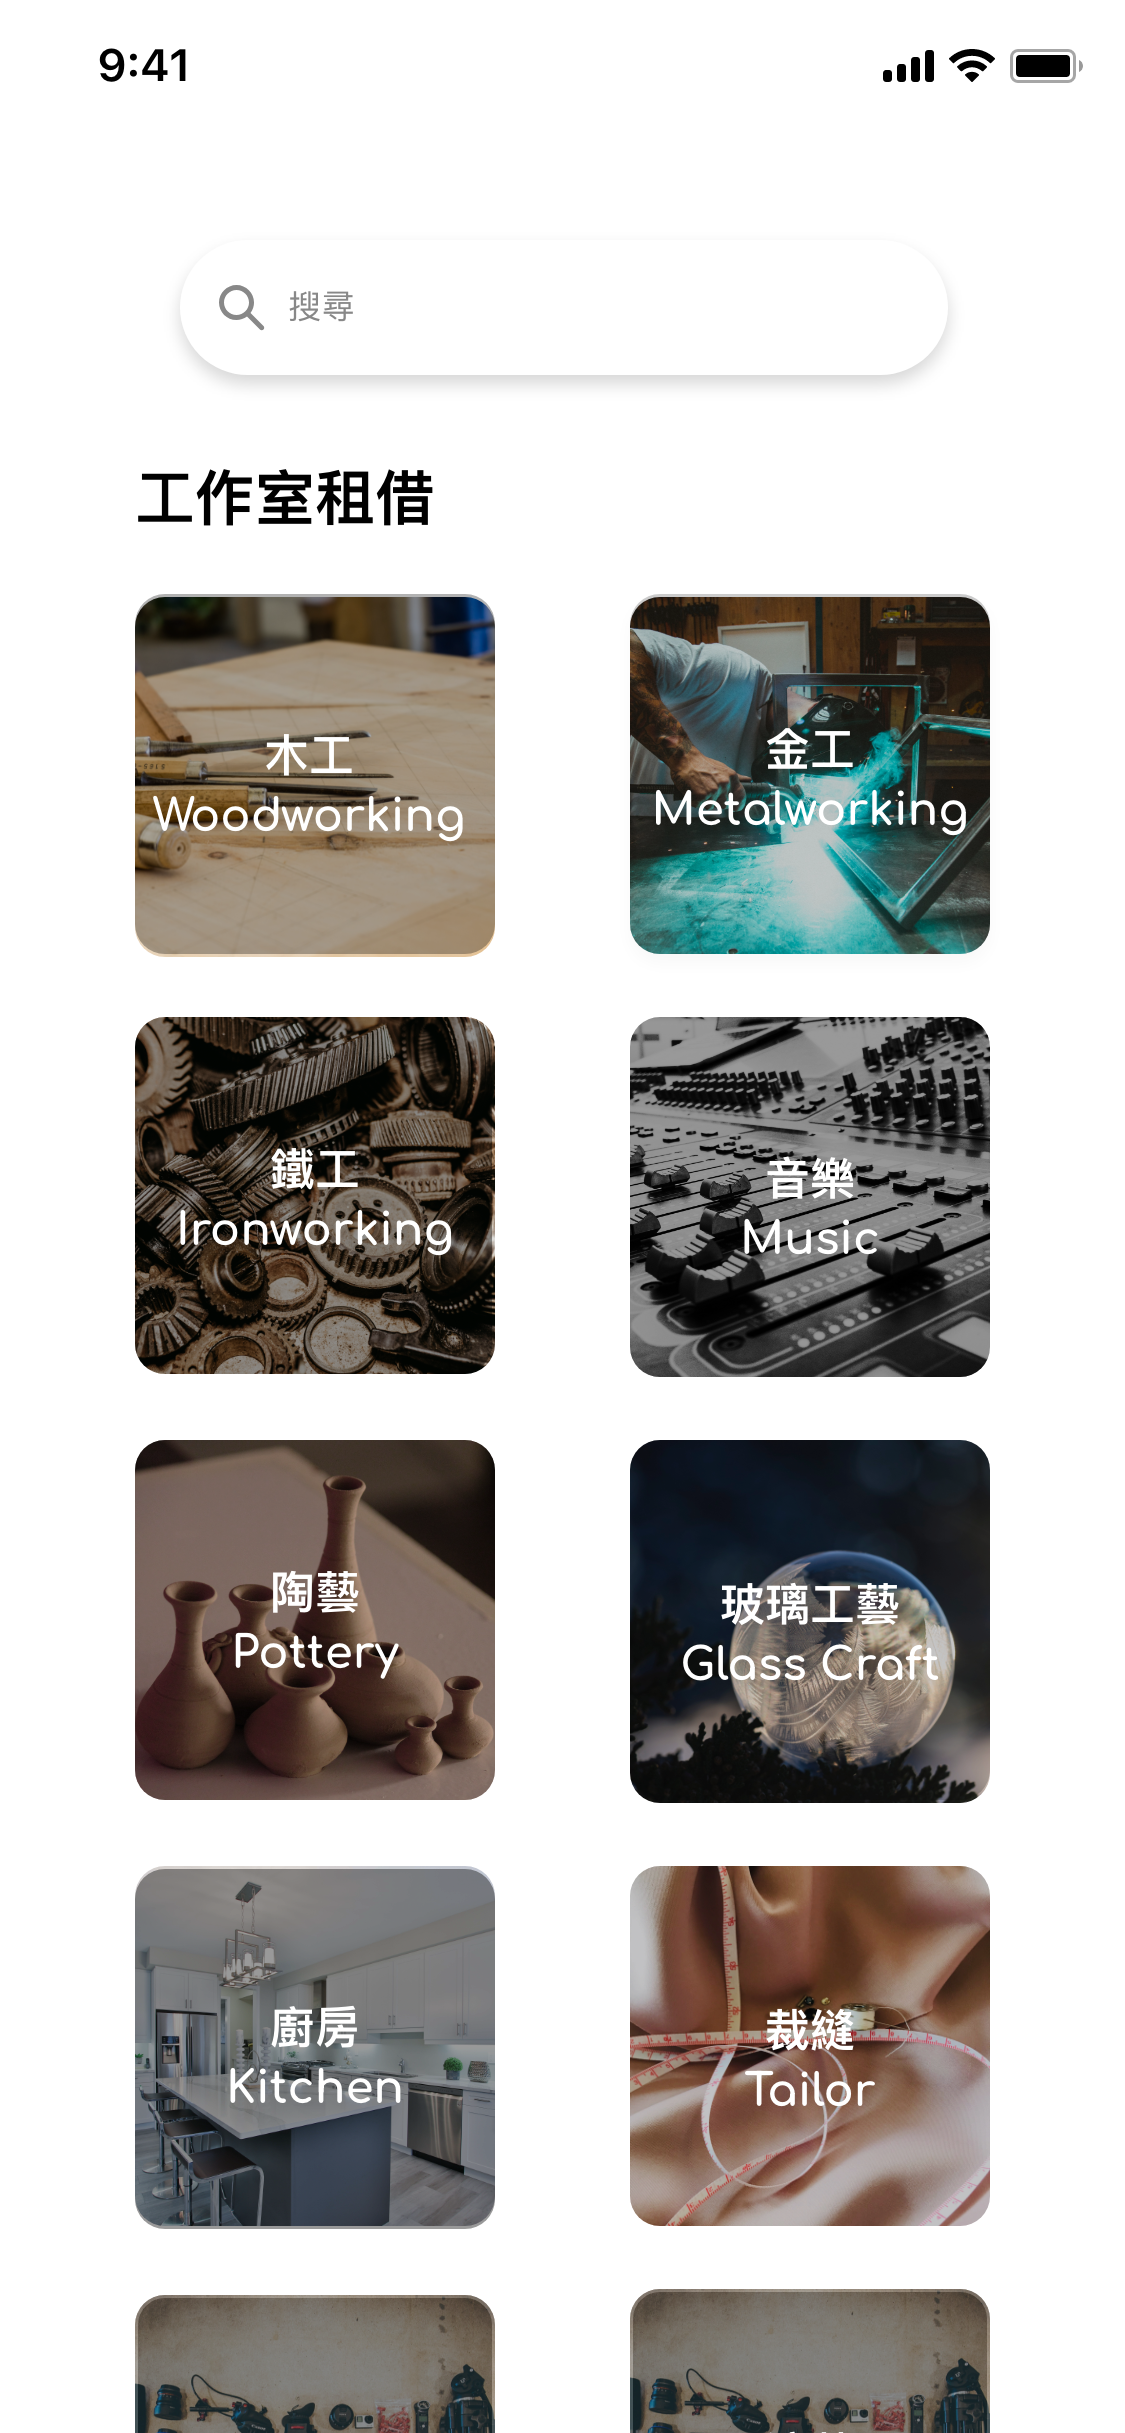 9:41
搜尋
工作室租借
木工
Woodworking
金工
Metalworking
鐵工
Ironworking
音樂
Music
陶藝
Pottery
玻璃工藝
Glass Craft
廚房
Kitchen
裁縫
Tailor